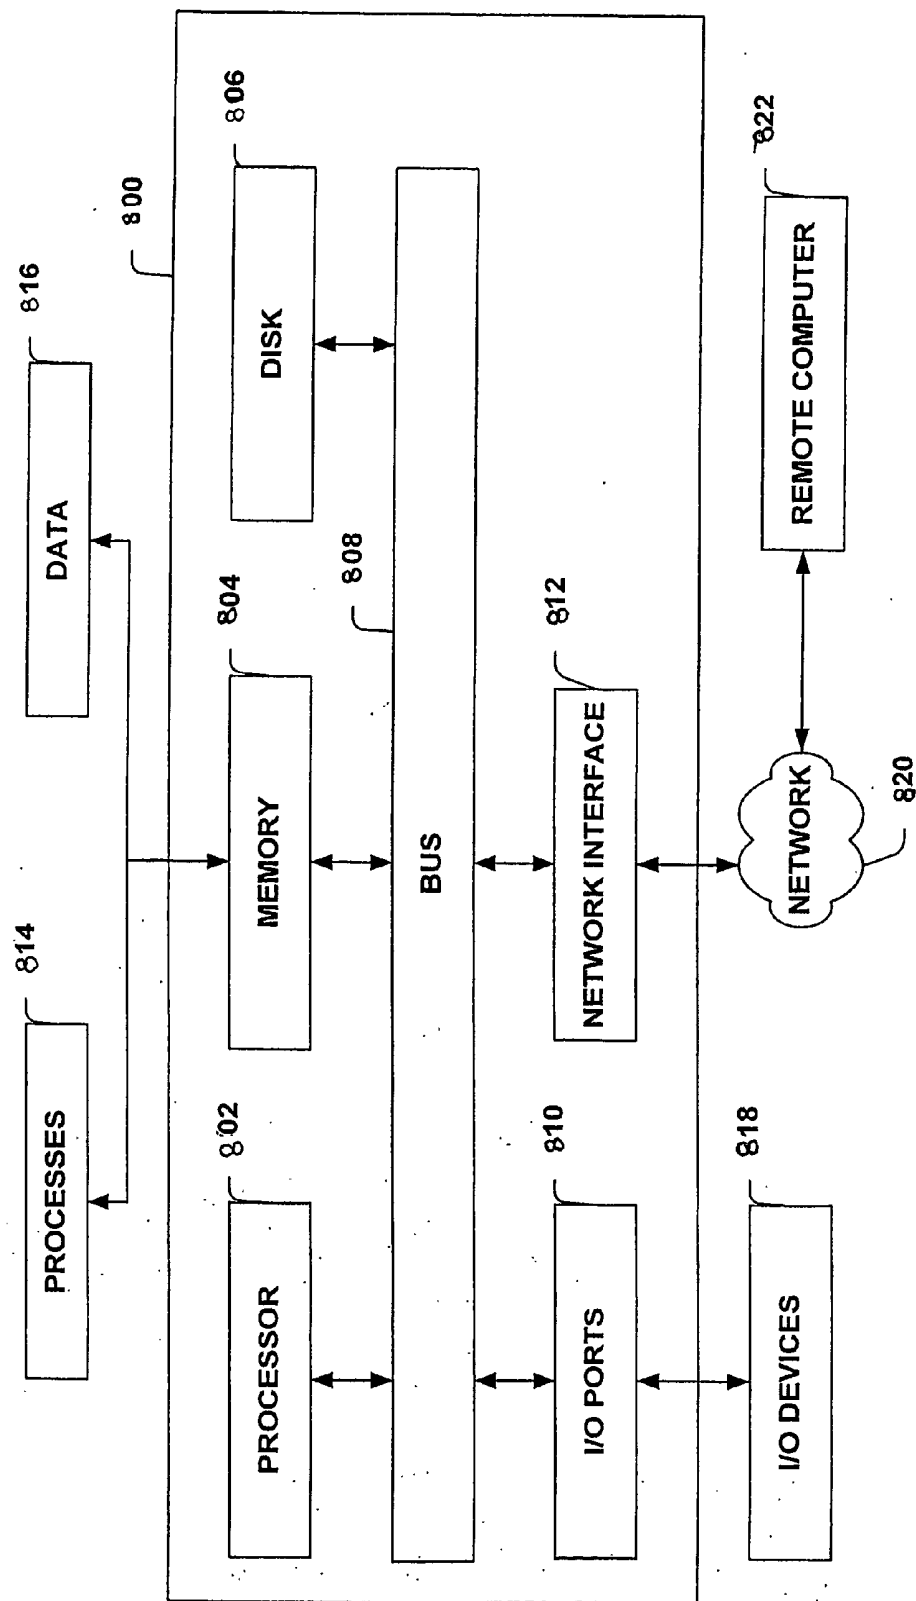 PROCESSES
814
DATA
816
800
PROCESSOR
802
MEMORY
804
DISK
806
808
BUS
I/O PORTS
810
NETWORK INTERFACE
812
I/O DEVICES
818
NETWORK
820
REMOTE COMPUTER
822